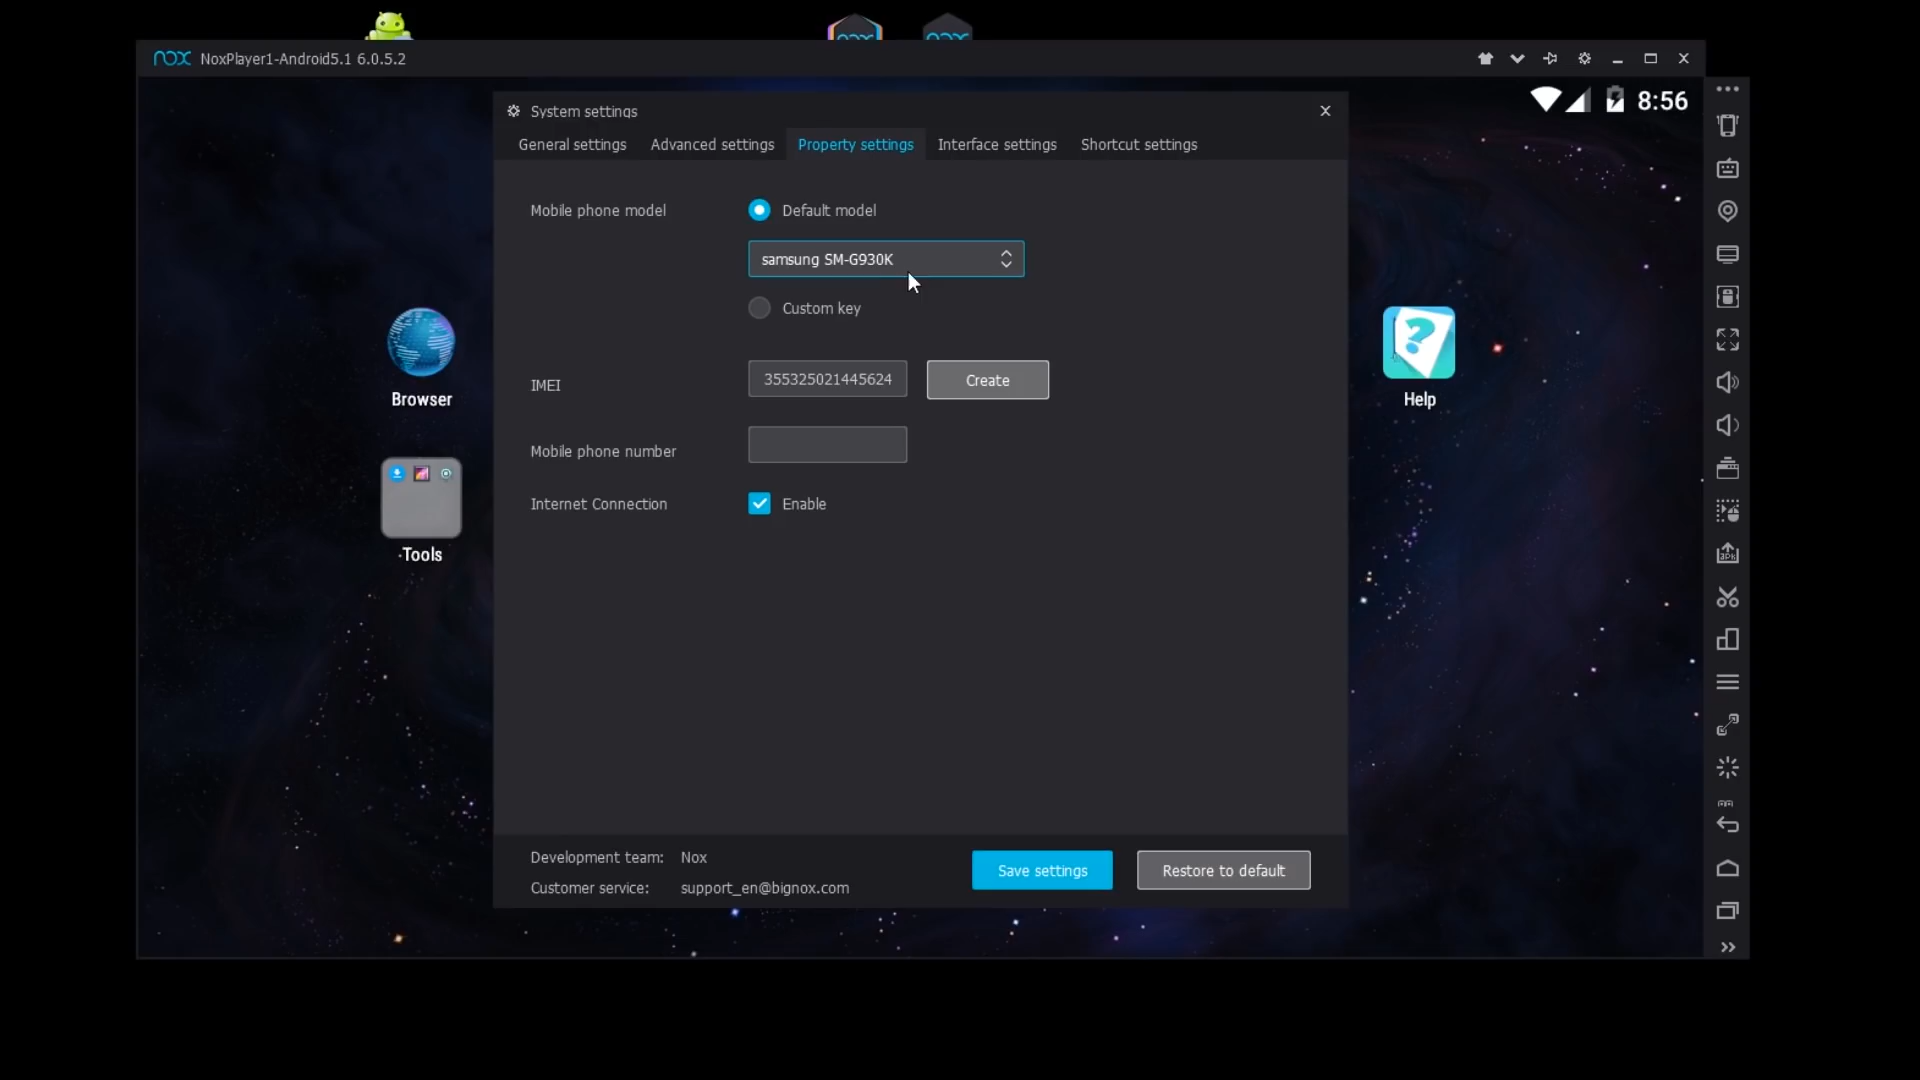 nox NoxPlayer1-Android5.1 6.0.5.2
8:56
System settings
General settings Advanced settings Property settings Interface settings Shortcut settings
Mobile phone model Default model
samsung SM-G930K
Custom key
IMEI 355325021445624 Create
Mobile phone number
Internet Connection Enable
Browser
Tools
Help
Development team: Nox
Customer service: support_en@bignox.com
Save settings Restore to default